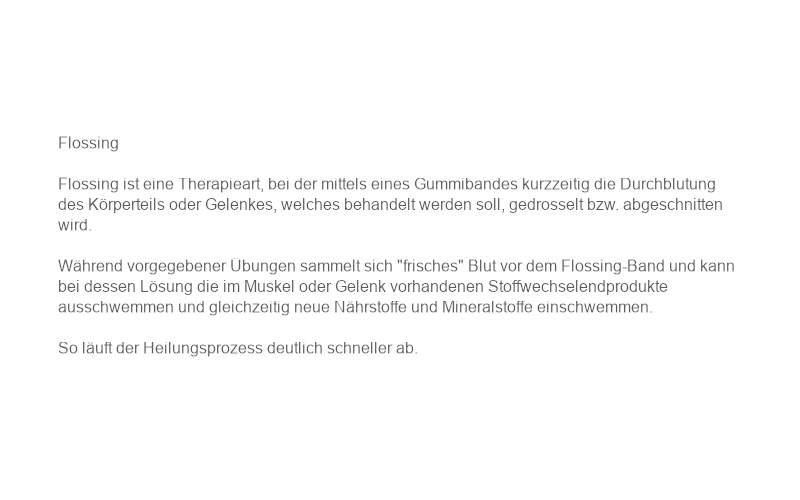 Flossing
Flossing ist eine Therapieart, bei der mittels eines Gummibandes kurzzeitig die Durchblutung
des Körperteils oder Gelenkes, welches behandelt werden soll, gedrosselt bzw. abgeschnitten
wird.
Während vorgegebener Übungen sammelt sich "frisches" Blut vor dem Flossing-Band und kann
bei dessen Lösung die im Muskel oder Gelenk vorhandenen Stoffwechselendprodukte
ausschwemmen und gleichzeitig neue Nährstoffe und Mineralstoffe einschwemmen.
So läuft der Heilungsprozess deutlich schneller ab.